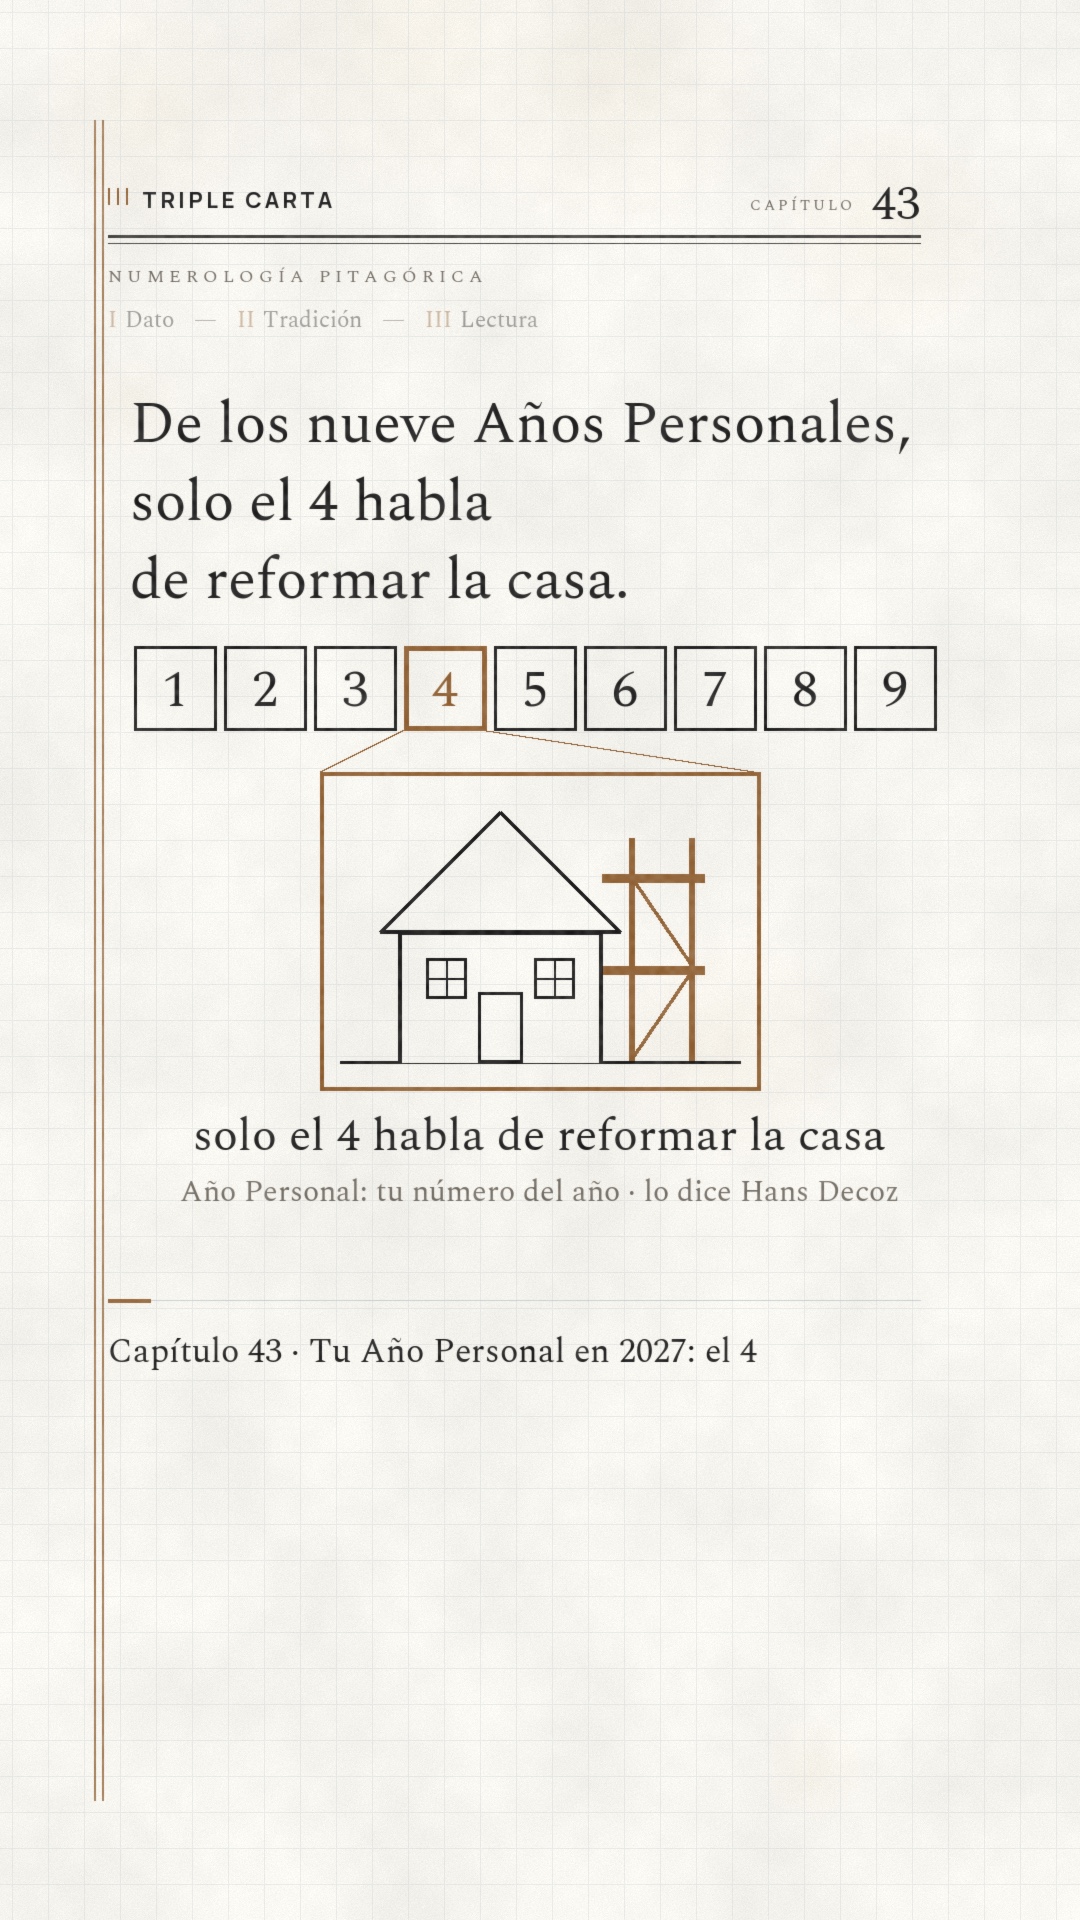 TRIPLE CARTA
CAPÍTULO 43
NUMEROLOGÍA PITAGÓRICA
I Dato — II Tradición — III Lectura
De los nueve Años Personales,
solo el 4 habla
de reformar la casa.
1 2 3 4 5 6 7 8 9
solo el 4 habla de reformar la casa
Año Personal: tu número del año · lo dice Hans Decoz
Capítulo 43 · Tu Año Personal en 2027: el 4